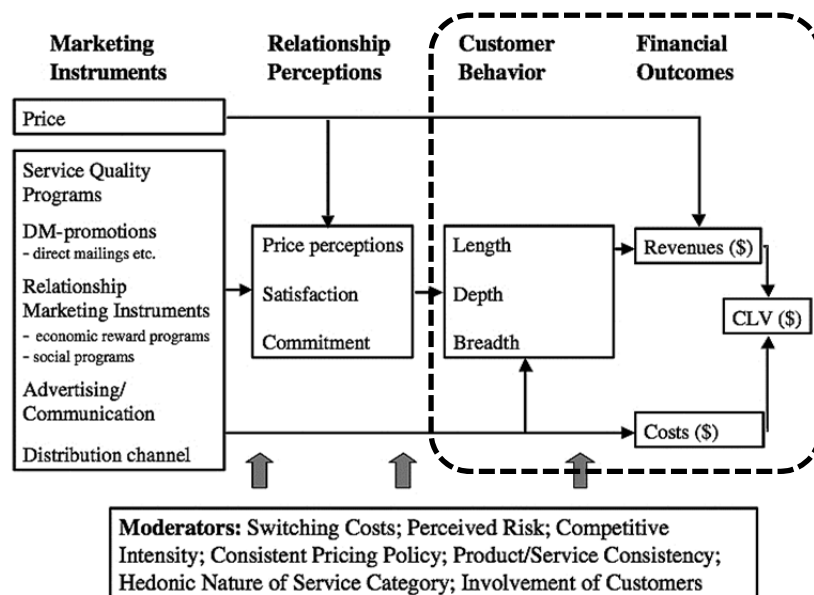 Marketing
Instruments
Relationship
Perceptions
Customer
Behavior
Financial
Outcomes
Price
Service Quality
Programs
DM-promotions
- direct mailings etc.
Relationship
Marketing Instruments
- economic reward programs
- social programs
Advertising/
Communication
Distribution channel
Price perceptions
Satisfaction
Commitment
Length
Depth
Breadth
Revenues ($)
CLV ($)
Costs ($)
Moderators: Switching Costs; Perceived Risk; Competitive
Intensity; Consistent Pricing Policy; Product/Service Consistency;
Hedonic Nature of Service Category; Involvement of Customers